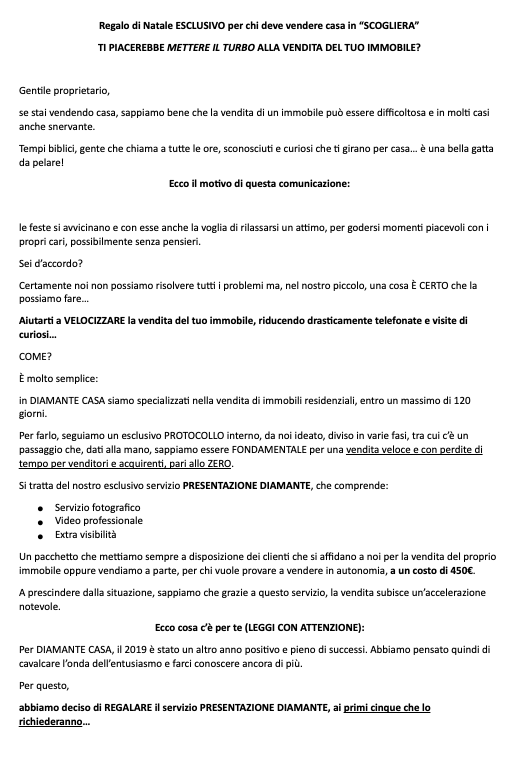 Regalo di Natale ESCLUSIVO per chi deve vendere casa in “SCOGLIERA”
TI PIACEREBBE METTERE IL TURBO ALLA VENDITA DEL TUO IMMOBILE?
Gentile proprietario,
se stai vendendo casa, sappiamo bene che la vendita di un immobile può essere difficoltosa e in molti casi
anche snervante.
Tempi biblici, gente che chiama a tutte le ore, sconosciuti e curiosi che ti girano per casa… è una bella gatta
da pelare!
Ecco il motivo di questa comunicazione:
le feste si avvicinano e con esse anche la voglia di rilassarsi un attimo, per godersi momenti piacevoli con i
propri cari, possibilmente senza pensieri.
Sei d’accordo?
Certamente noi non possiamo risolvere tutti i problemi ma, nel nostro piccolo, una cosa È CERTO che la
possiamo fare…
Aiutarti a VELOCIZZARE la vendita del tuo immobile, riducendo drasticamente telefonate e visite di
curiosi…
COME?
È molto semplice:
in DIAMANTE CASA siamo specializzati nella vendita di immobili residenziali, entro un massimo di 120
giorni.
Per farlo, seguiamo un esclusivo PROTOCOLLO interno, da noi ideato, diviso in varie fasi, tra cui c’è un
passaggio che, dati alla mano, sappiamo essere FONDAMENTALE per una vendita veloce e con perdite di
tempo per venditori e acquirenti, pari allo ZERO.
Si tratta del nostro esclusivo servizio PRESENTAZIONE DIAMANTE, che comprende:
● Servizio fotografico
● Video professionale
● Extra visibilità
Un pacchetto che mettiamo sempre a disposizione dei clienti che si affidano a noi per la vendita del proprio
immobile oppure vendiamo a parte, per chi vuole provare a vendere in autonomia, a un costo di 450€.
A prescindere dalla situazione, sappiamo che grazie a questo servizio, la vendita subisce un’accelerazione
notevole.
Ecco cosa c’è per te (LEGGI CON ATTENZIONE):
Per DIAMANTE CASA, il 2019 è stato un altro anno positivo e pieno di successi. Abbiamo pensato quindi di
cavalcare l’onda dell’entusiasmo e farci conoscere ancora di più.
Per questo,
abbiamo deciso di REGALARE il servizio PRESENTAZIONE DIAMANTE, ai primi cinque che lo
richiederanno…